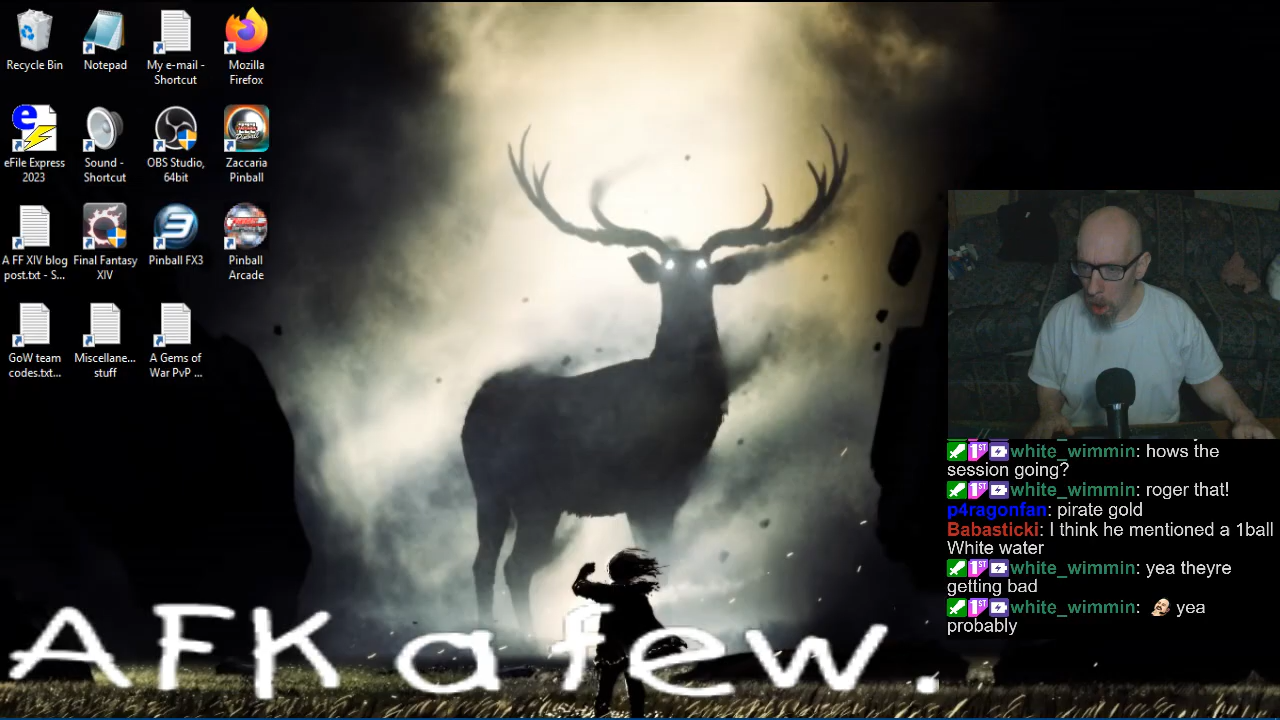 Recycle Bin
Notepad
My e-mail -
Shortcut
Mozilla
Firefox
eFile Express
2023
Sound -
Shortcut
OBS Studio,
64bit
Zaccaria
Pinball
A FF XIV blog
post.txt - S...
Final Fantasy
XIV
Pinball FX3
Pinball
Arcade
GoW team
codes.txt...
Miscellane...
stuff
A Gems of
War PvP ...
AFK a few.
white_wimmin: hows the
session going?
white_wimmin: roger that!
p4ragonfan: pirate gold
Babasticki: I think he mentioned a 1ball
White water
white_wimmin: yea theyre
getting bad
white_wimmin: yea
probably